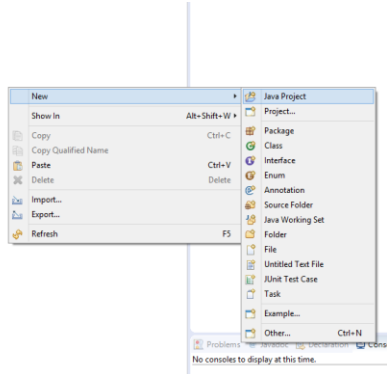 New
Show In Alt+Shift+W
Copy Ctrl+C
Copy Qualified Name
Paste Ctrl+V
Delete Delete
Import...
Export...
Refresh F5
Java Project
Project...
Package
Class
Interface
Enum
Annotation
Source Folder
Java Working Set
Folder
File
Untitled Text File
JUnit Test Case
Task
Example...
Other... Ctrl+N
Problems Javadoc Declaration Cons
No consoles to display at this time.